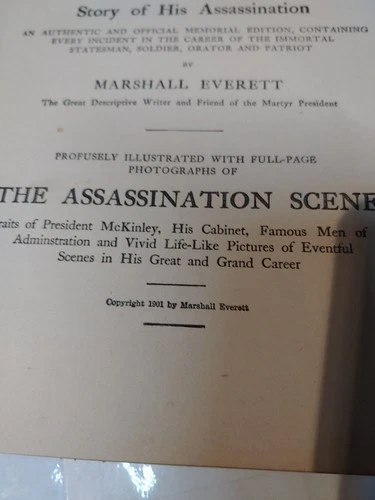 Story of His Assassination
AN AUTHENTIC AND OFFICIAL MEMORIAL EDITION, CONTAINING
EVERY INCIDENT IN THE CAREER OF THE IMMORTAL
STATESMAN, SOLDIER, ORATOR AND PATRIOT
BY
MARSHALL EVERETT
The Great Descriptive Writer and Friend of the Martyr President
PROFUSELY ILLUSTRATED WITH FULL-PAGE
PHOTOGRAPHS OF
THE ASSASSINATION SCENE
raits of President McKinley, His Cabinet, Famous Men of
Adminstration and Vivid Life-Like Pictures of Eventful
Scenes in His Great and Grand Career
Copyright 1901 by Marshall Everett